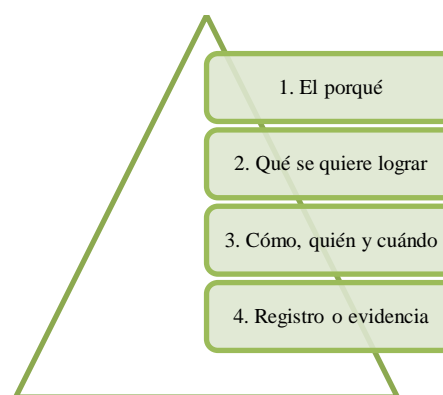 1. El porqué
2. Qué se quiere lograr
3. Cómo, quién y cuándo
4. Registro o evidencia